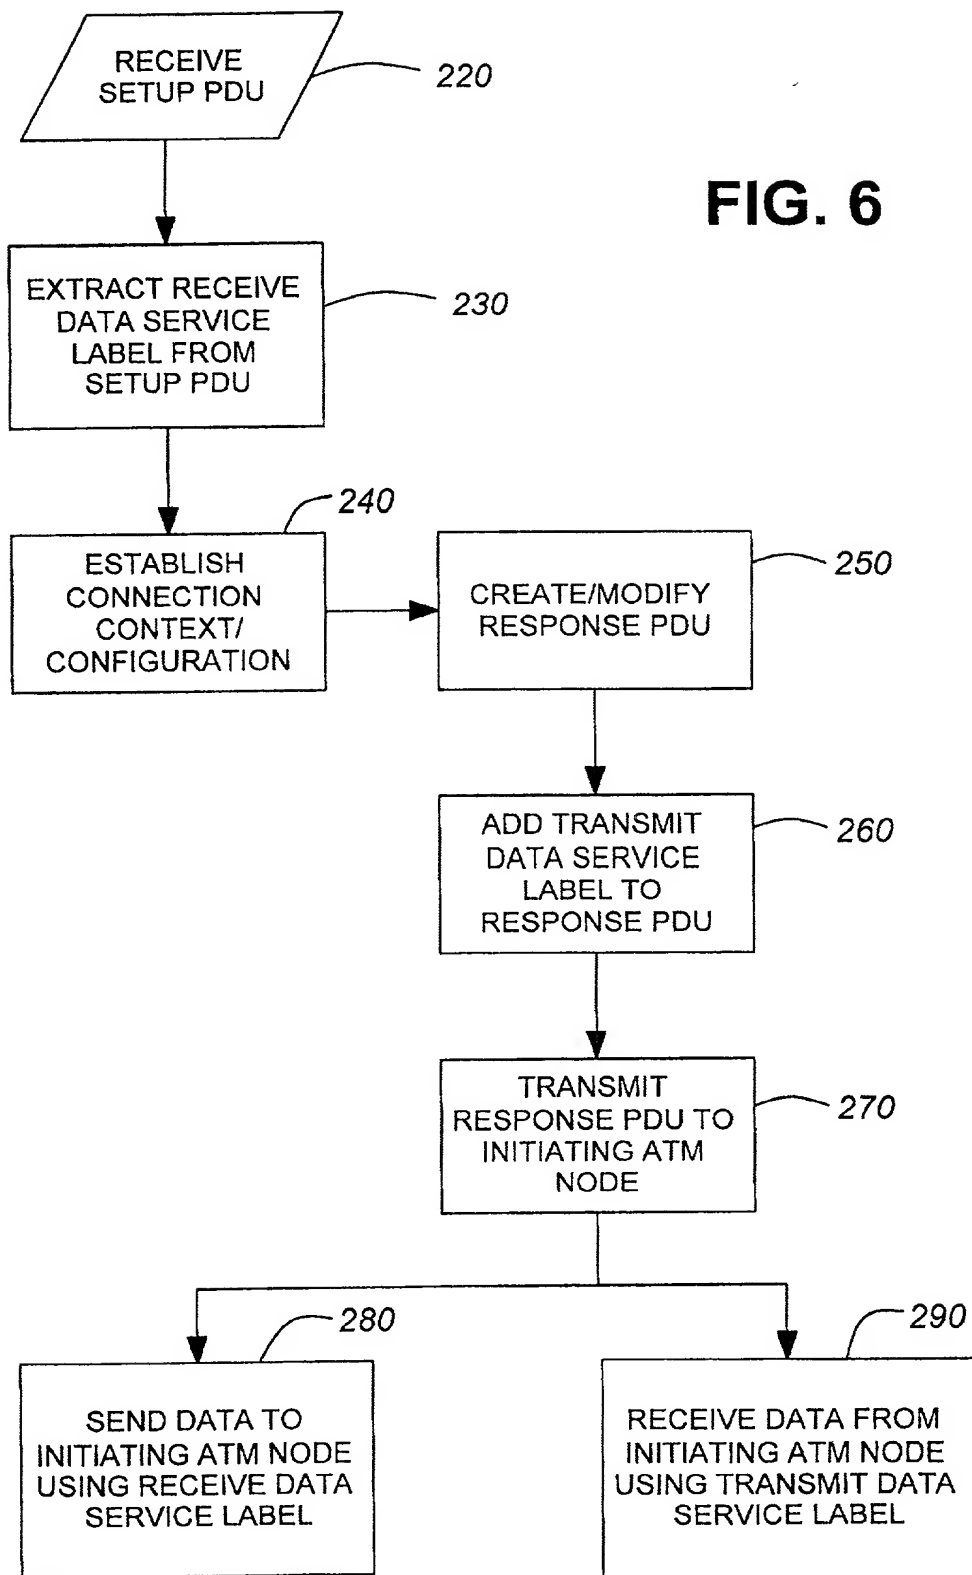 RECEIVE
SETUP PDU
220
FIG. 6
EXTRACT RECEIVE
DATA SERVICE
LABEL FROM
SETUP PDU
230
240
ESTABLISH
CONNECTION
CONTEXT/
CONFIGURATION
250
CREATE/MODIFY
RESPONSE PDU
ADD TRANSMIT
DATA SERVICE
LABEL TO
RESPONSE PDU
260
TRANSMIT
RESPONSE PDU TO
INITIATING ATM
NODE
270
280
SEND DATA TO
INITIATING ATM NODE
USING RECEIVE DATA
SERVICE LABEL
290
RECEIVE DATA FROM
INITIATING ATM NODE
USING TRANSMIT DATA
SERVICE LABEL